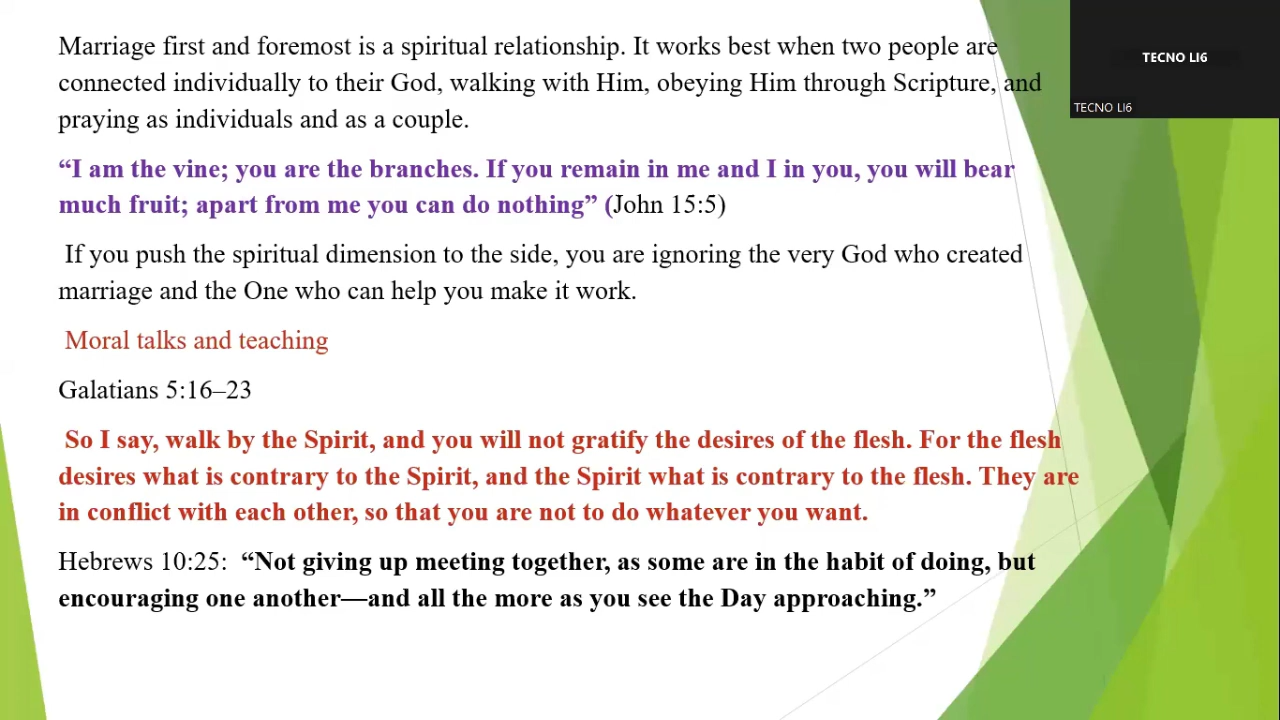 Marriage first and foremost is a spiritual relationship. It works best when two people are
connected individually to their God, walking with Him, obeying Him through Scripture, and
praying as individuals and as a couple.
“I am the vine; you are the branches. If you remain in me and I in you, you will bear
much fruit; apart from me you can do nothing” (John 15:5)
If you push the spiritual dimension to the side, you are ignoring the very God who created
marriage and the One who can help you make it work.
Moral talks and teaching
Galatians 5:16–23
So I say, walk by the Spirit, and you will not gratify the desires of the flesh. For the flesh
desires what is contrary to the Spirit, and the Spirit what is contrary to the flesh. They are
in conflict with each other, so that you are not to do whatever you want.
Hebrews 10:25: “Not giving up meeting together, as some are in the habit of doing, but
encouraging one another—and all the more as you see the Day approaching.”
TECNO LI6
TECNO LI6